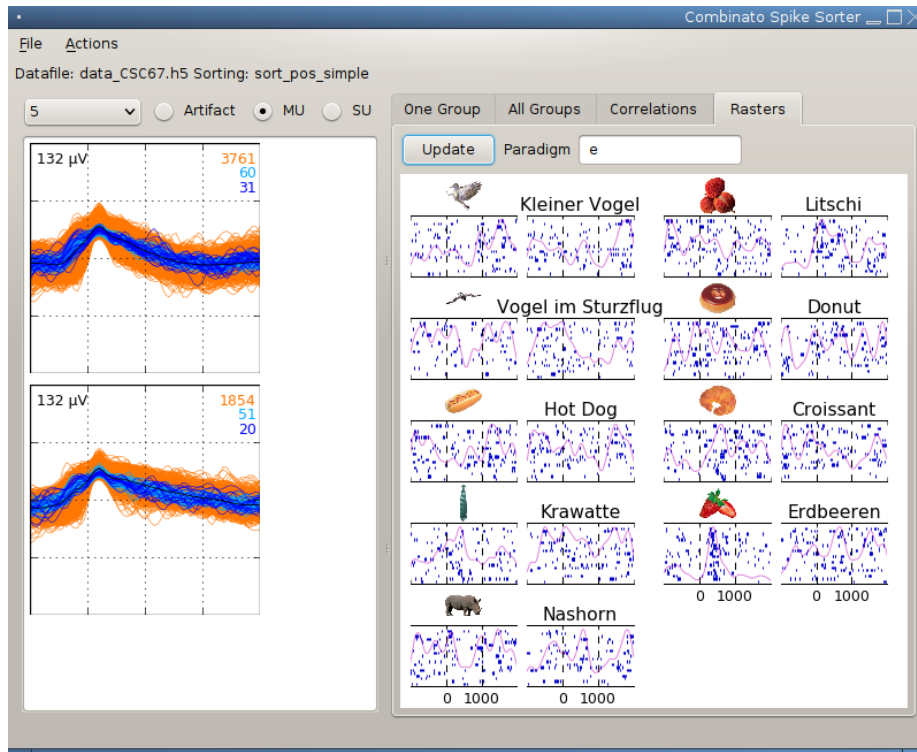 Combinato Spike Sorter
File Actions
Datafile: data_CSC67.h5 Sorting: sort_pos_simple
5 Artifact MU SU
132 µV 3761
60
31
132 µV 1854
51
20
One Group All Groups Correlations Rasters
Update Paradigm e
Kleiner Vogel Litschi
Vogel im Sturzflug Donut
Hot Dog Croissant
Krawatte Erdbeeren
0 1000 0 1000
Nashorn
0 1000 0 1000